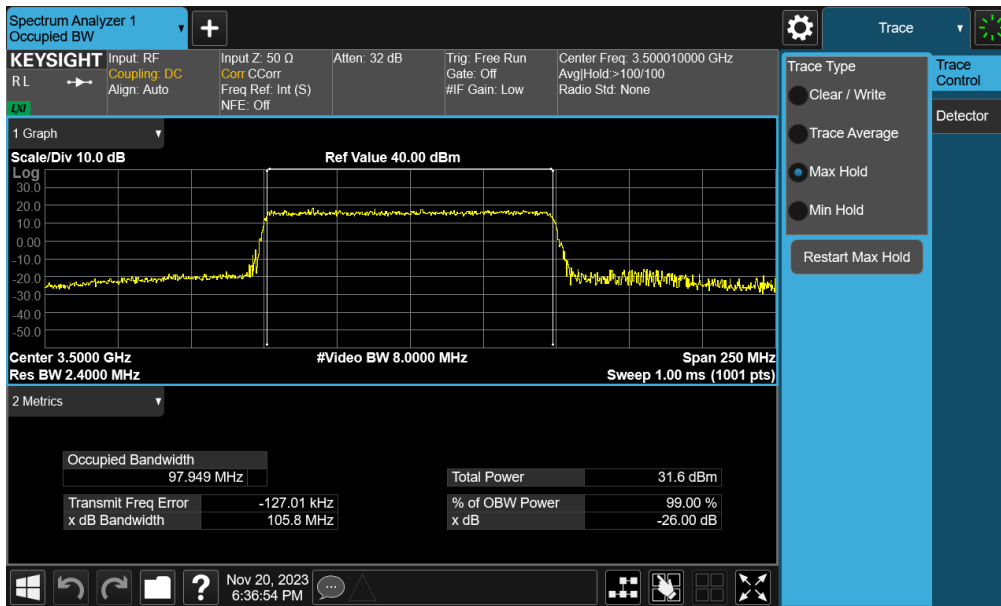 Spectrum Analyzer 1
Occupied BW
+
Trace
KEYSIGHT
R L
LXI
Input: RF
Coupling: DC
Align: Auto
Input Z: 50 Ω
Corr CCorr
Freq Ref: Int (S)
NFE: Off
Atten: 32 dB
Trig: Free Run
Gate: Off
#IF Gain: Low
Center Freq: 3.500010000 GHz
Avg|Hold:>100/100
Radio Std: None
1 Graph
Scale/Div 10.0 dB
Ref Value 40.00 dBm
Log
30.0
20.0
10.0
0.00
-10.0
-20.0
-30.0
-40.0
-50.0
Center 3.5000 GHz
#Video BW 8.0000 MHz
Span 250 MHz
Res BW 2.4000 MHz
Sweep 1.00 ms (1001 pts)
2 Metrics
Occupied Bandwidth
97.949 MHz
Total Power 31.6 dBm
Transmit Freq Error -127.01 kHz
% of OBW Power 99.00 %
x dB Bandwidth 105.8 MHz
x dB -26.00 dB
Trace Type
Clear / Write
Trace Average
Max Hold
Min Hold
Restart Max Hold
Trace
Control
Detector
?
Nov 20, 2023
6:36:54 PM